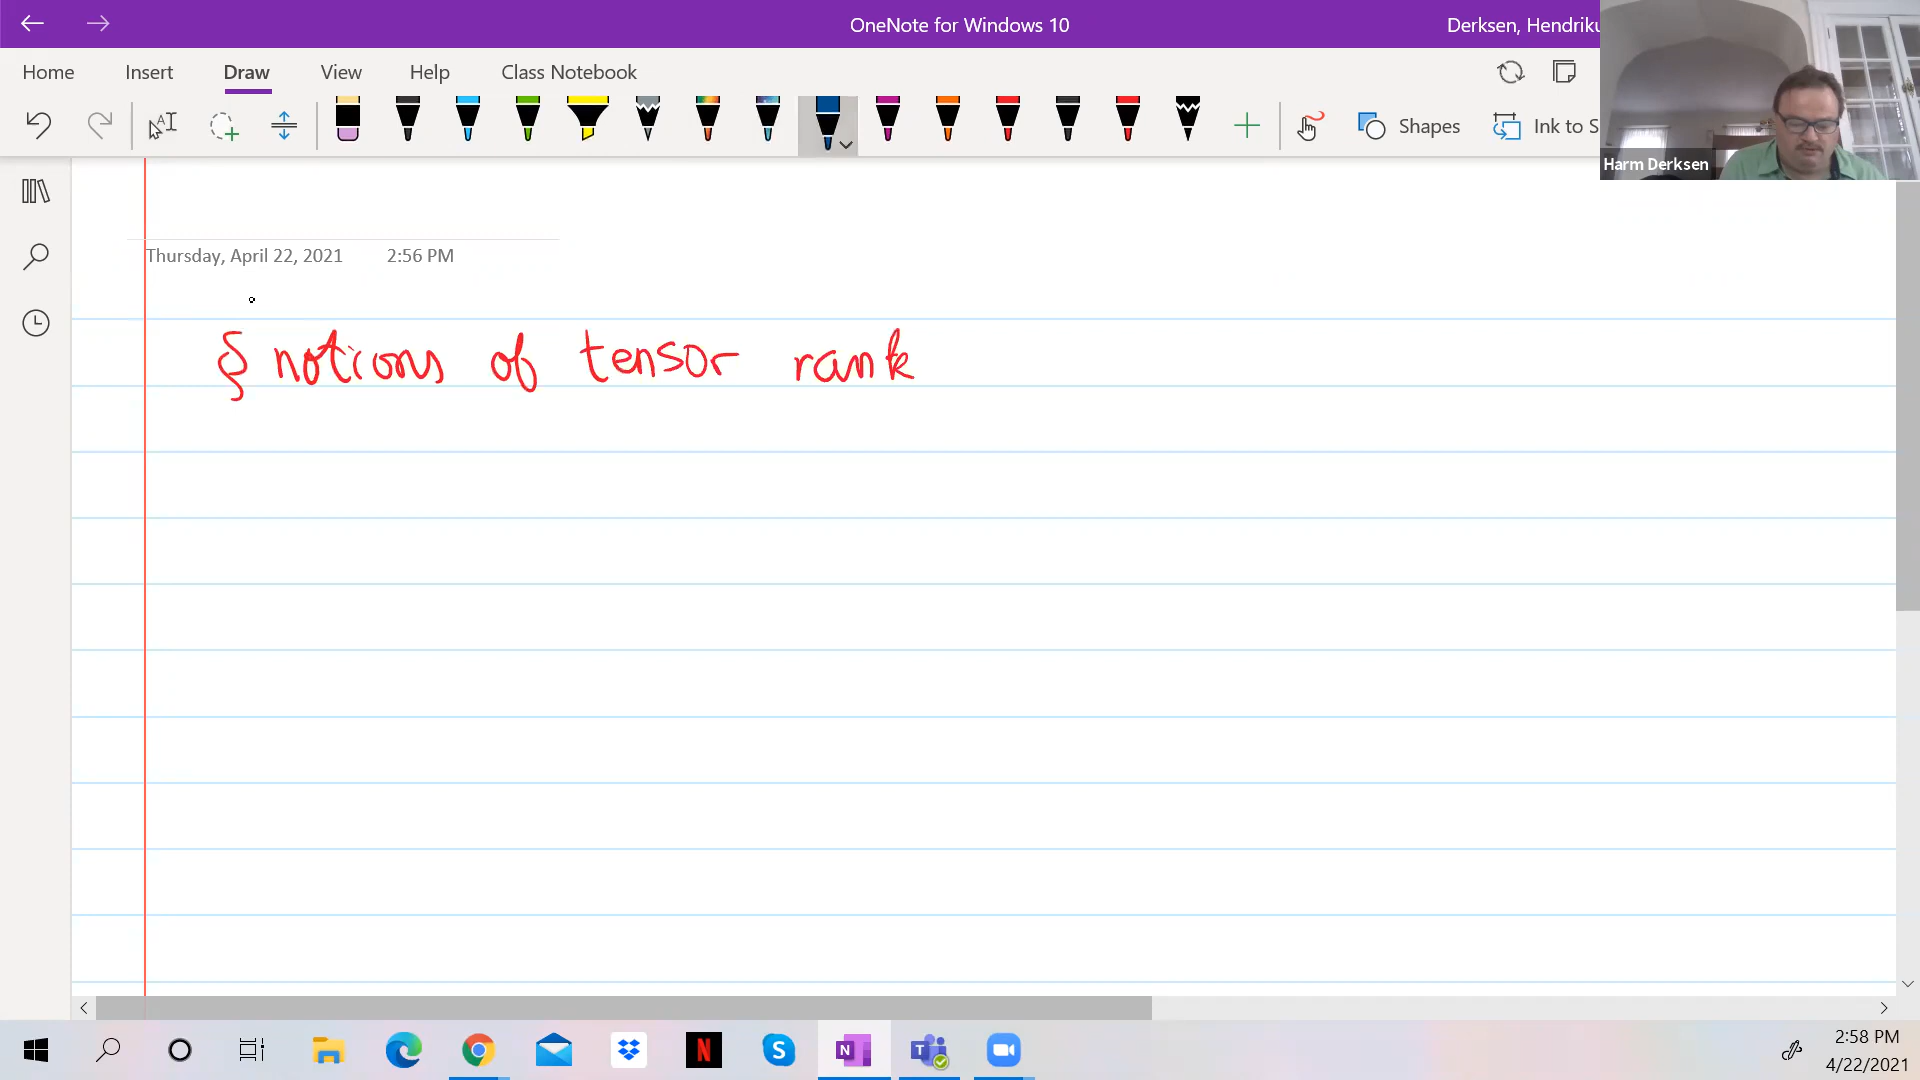 OneNote for Windows 10
Derksen, Hendriku
Home Insert Draw View Help Class Notebook
Shapes
Ink to S
Harm Derksen
Thursday, April 22, 2021 2:56 PM
§ notions of tensor rank
2:58 PM
4/22/2021